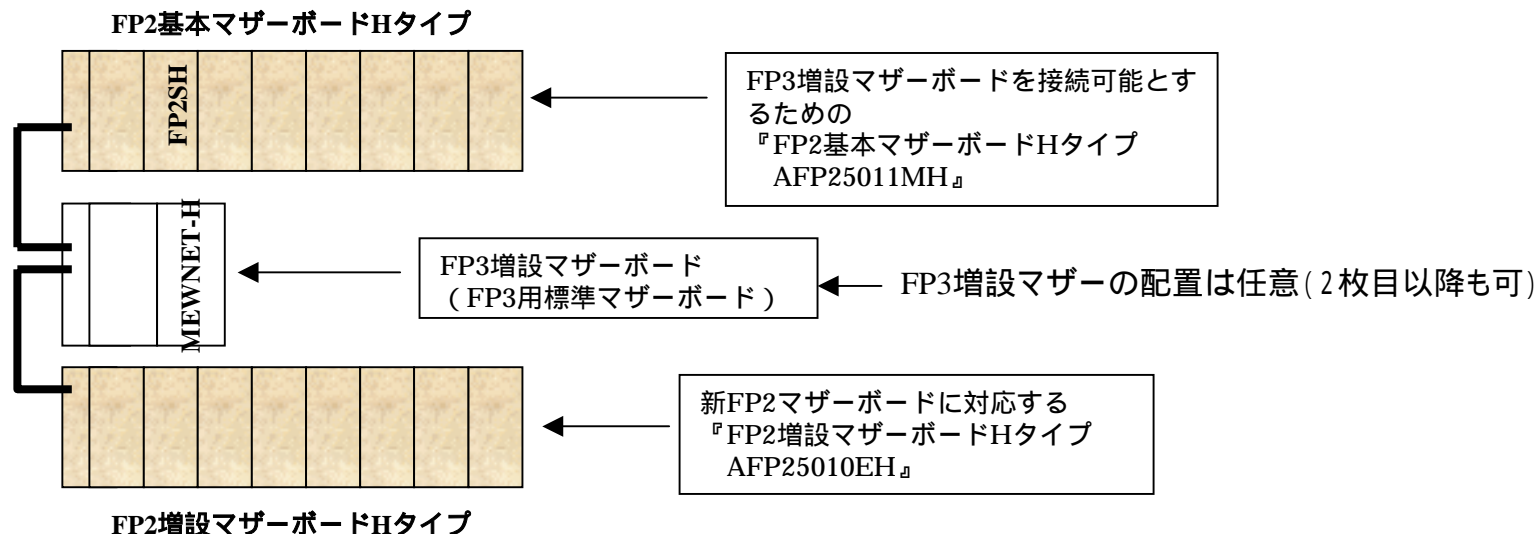 FP2基本マザーボードHタイプ
FP2SH
FP3増設マザーボードを接続可能とす
るための
『FP2基本マザーボードHタイプ
AFP25011MH』
MEWNET-H
FP3増設マザーボード
(FP3用標準マザーボード)
FP3増設マザーの配置は任意(2枚目以降も可)
新FP2マザーボードに対応する
『FP2増設マザーボードHタイプ
AFP25010EH』
FP2増設マザーボードHタイプ